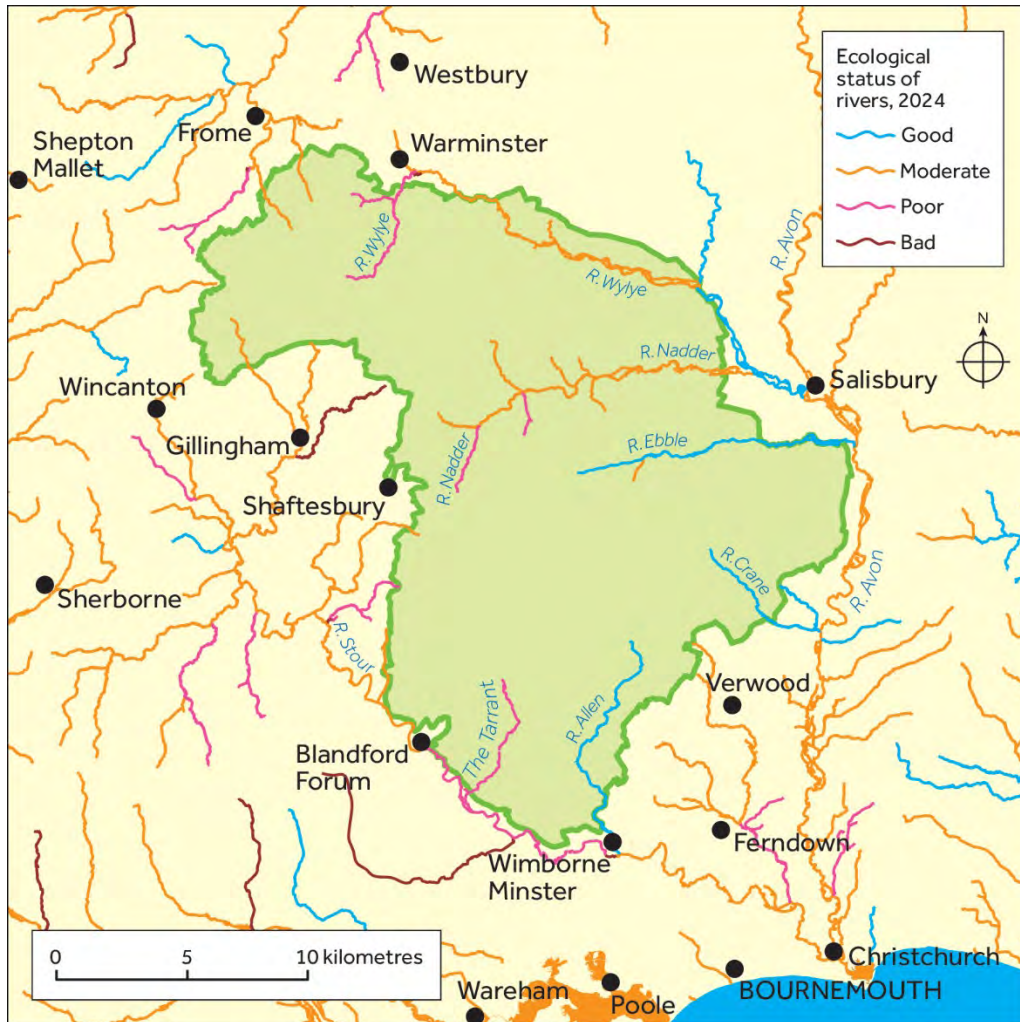 Westbury
Ecological
status of
rivers, 2024
Good
Moderate
Poor
Bad
Frome
Shepton
Mallet
Warminster
R. Wylye
R. Wylye
R. Avon
N
R. Nadder
Salisbury
Wincanton
Gillingham
R. Ebble
R. Nadder
Shaftesbury
R. Crane
Sherborne
R. Avon
R. Stour
Verwood
The Tarrant
R. Allen
Blandford
Forum
Ferndown
Wimborne
Minster
0 5 10 kilometres
Christchurch
BOURNEMOUTH
Wareham
Poole